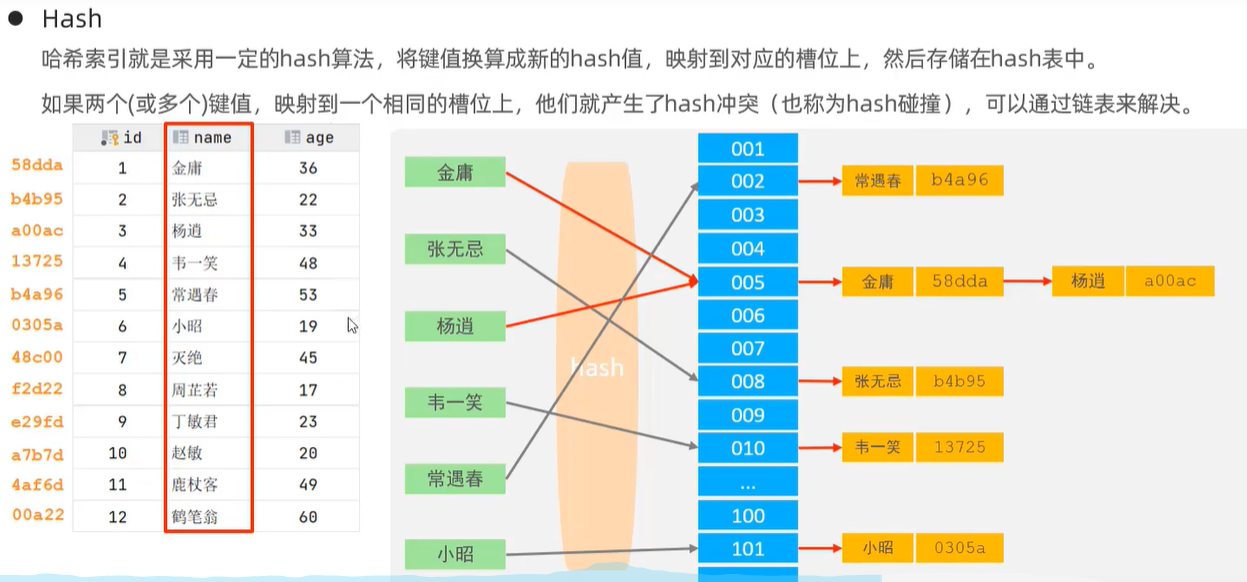 ● Hash
哈希索引就是采用一定的hash算法，将键值换算成新的hash值，映射到对应的槽位上，然后存储在hash表中。
如果两个(或多个)键值，映射到一个相同的槽位上，他们就产生了hash冲突（也称为hash碰撞），可以通过链表来解决。
id name age
58dda 1 金庸 36
b4b95 2 张无忌 22
a00ac 3 杨逍 33
13725 4 韦一笑 48
b4a96 5 常遇春 53
0305a 6 小昭 19
48c00 7 灭绝 45
f2d22 8 周芷若 17
e29fd 9 丁敏君 23
a7b7d 10 赵敏 20
4af6d 11 鹿杖客 49
00a22 12 鹤笔翁 60
金庸
张无忌
杨逍
韦一笑
常遇春
小昭
hash
001
002 常遇春 b4a96
003
004
005 金庸 58dda 杨逍 a00ac
006
007
008 张无忌 b4b95
009
010 韦一笑 13725
...
100
101 小昭 0305a